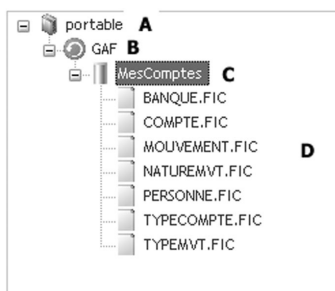 portable A
GAF B
MesComptes C
BANQUE.FIC
COMPTE.FIC
MOUVEMENT.FIC D
NATUREMVT.FIC
PERSONNE.FIC
TYPECOMPTE.FIC
TYPEMVT.FIC